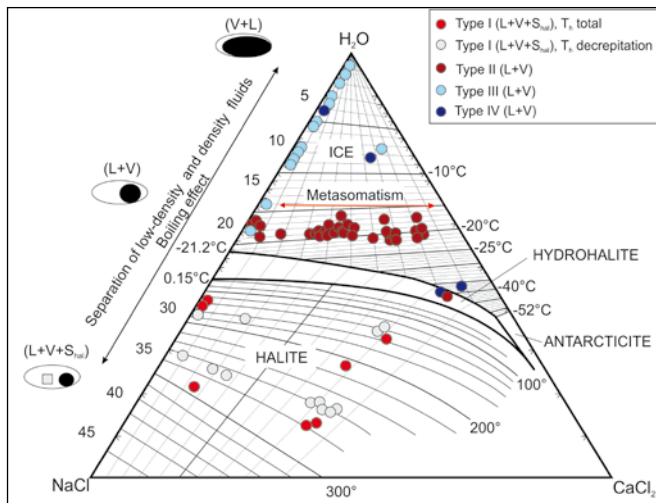 (V+L)
H₂O
Type I (L+V+S_hal), T_h total
Type I (L+V+S_hal), T_h decrepitation
Type II (L+V)
Type III (L+V)
Type IV (L+V)
5
10
15
20
-21.2°C
0.15°C
30
35
40
45
ICE
-10°C
Metasomatism
-20°C
-25°C
HYDROHALITE
-40°C
-52°C
ANTARCTICITE
HALITE
100°
200°
300°
NaCl
CaCl₂
(L+V)
(L+V+S_hal)
Separation of low-density and density fluids
Boiling effect